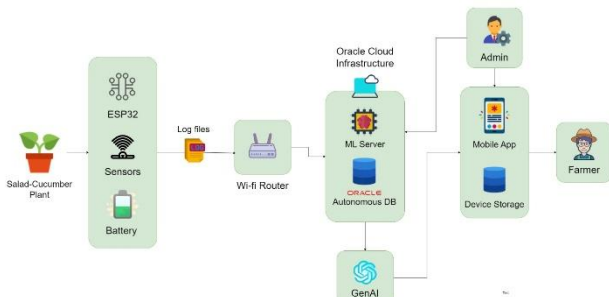 Salad-Cucumber
Plant
ESP32
Sensors
Battery
Log files
Wi-fi Router
Oracle Cloud
Infrastructure
ML Server
ORACLE
Autonomous DB
GenAI
Admin
Mobile App
Device Storage
Farmer